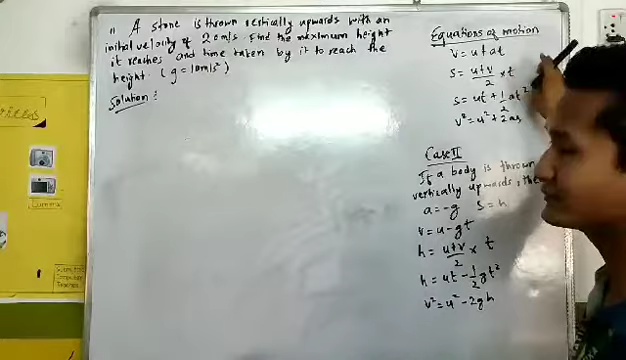 1) A stone is thrown vertically upwards with an
initial velocity of 20m/s. Find the maximum height
it reaches and time taken by it to reach the
height. (g = 10m/s²)
Solution :
Equations of motion
v = u + at
s = u+v/2 × t
s = ut + 1/2 at²
v² = u² + 2as
Case II
If a body is thrown
vertically upwards, the
a = -g s = h
v = u - gt
h = u+v/2 × t
h = ut - 1/2 gt²
v² = u² - 2gh
Camera